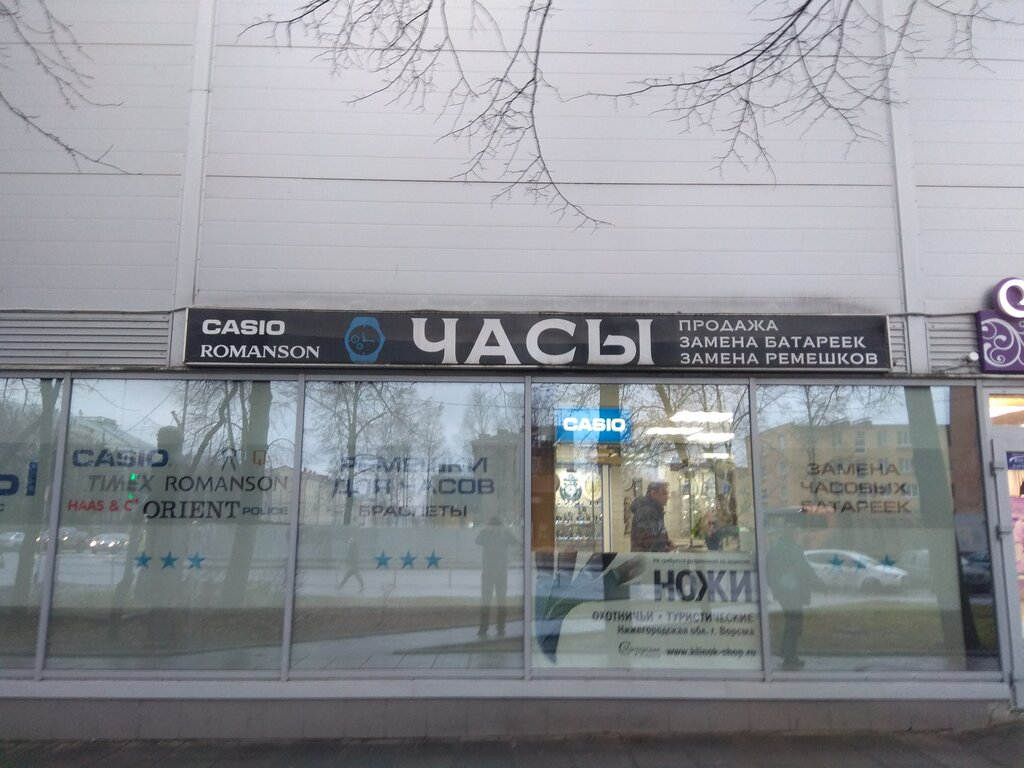 CASIO
ROMANSON
ЧАСЫ
ПРОДАЖА
ЗАМЕНА БАТАРЕЕК
ЗАМЕНА РЕМЕШКОВ
CASIO
TIMEX ROMANSON
HAAS & C
ORIENT POLICE
РЕМЕШКИ
ДЛЯ ЧАСОВ
БРАСЛЕТЫ
CASIO
НОЖИ
ОХОТНИЧЬИ • ТУРИСТИЧЕСКИЕ
Нижегородская обл. г. Ворсма
www.klinok-shop.ru
ЗАМЕНА
ЧАСОВЫХ
БАТАРЕЕК